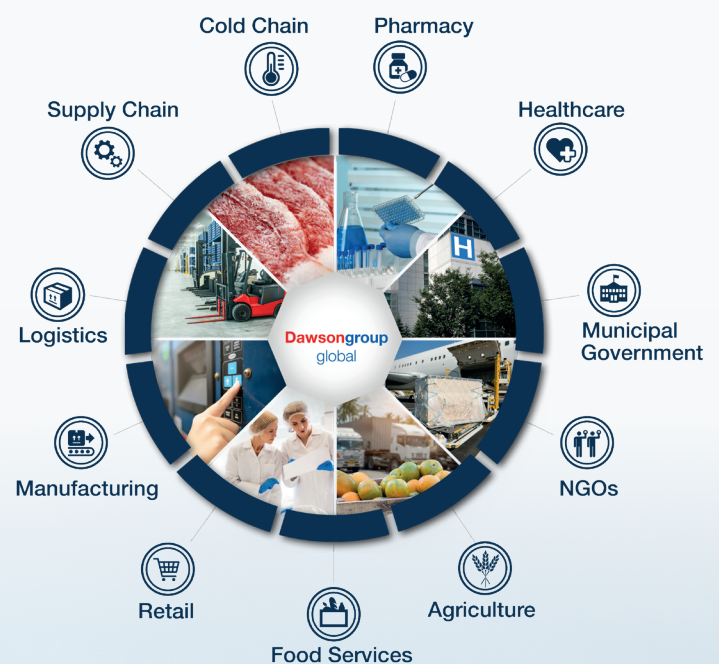 Cold Chain
Pharmacy
Supply Chain
Healthcare
H
Logistics
Dawsongroup
global
Municipal
Government
Manufacturing
NGOs
Retail
Agriculture
Food Services